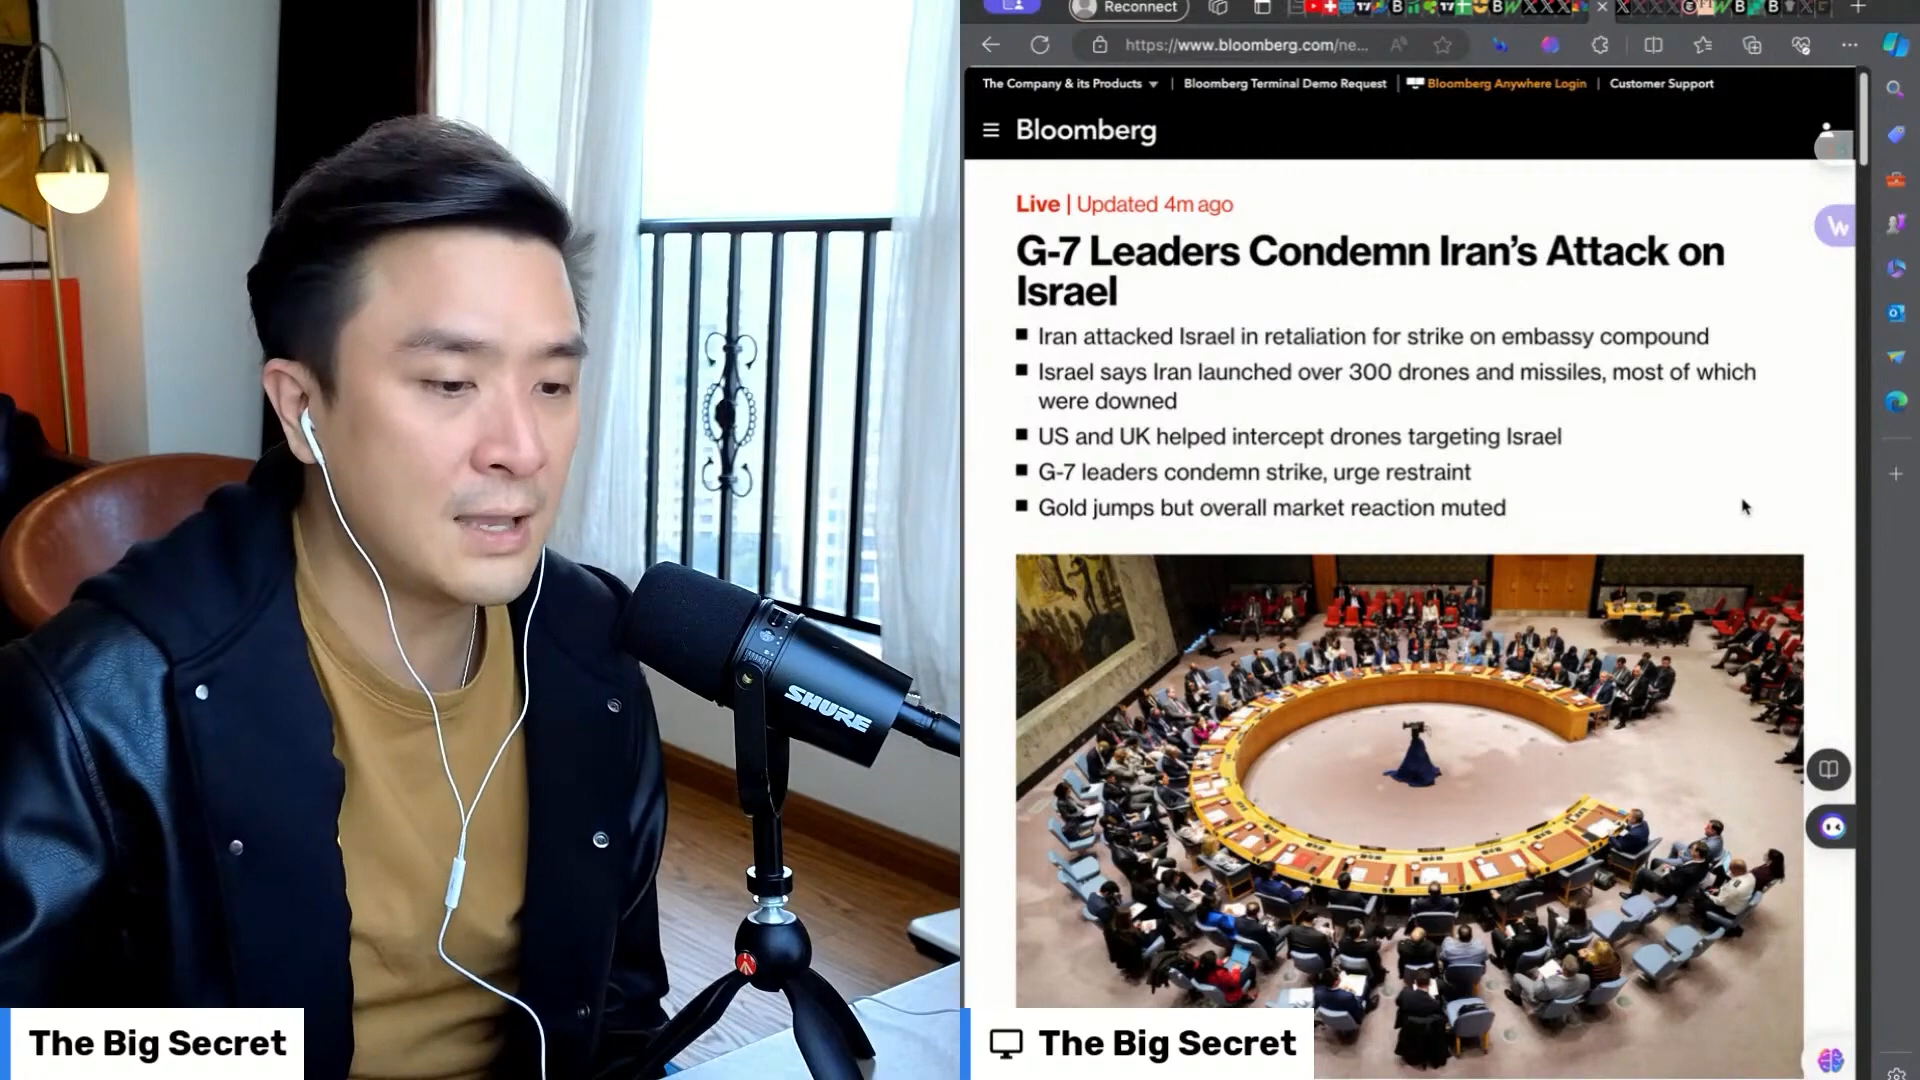 Reconnect
https://www.bloomberg.com/ne...
The Company & its Products
Bloomberg Terminal Demo Request
Bloomberg Anywhere Login
Customer Support
Bloomberg
Live | Updated 4m ago
G-7 Leaders Condemn Iran's Attack on
Israel
Iran attacked Israel in retaliation for strike on embassy compound
Israel says Iran launched over 300 drones and missiles, most of which
were downed
US and UK helped intercept drones targeting Israel
G-7 leaders condemn strike, urge restraint
Gold jumps but overall market reaction muted
W
SHURE
The Big Secret
The Big Secret